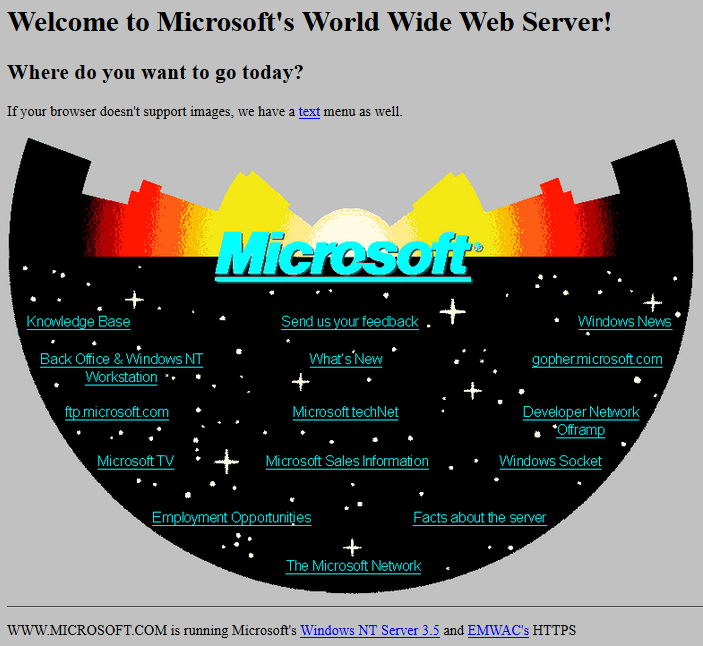 Welcome to Microsoft's World Wide Web Server!
Where do you want to go today?
If your browser doesn't support images, we have a text menu as well.
Microsoft®
Knowledge Base
Send us your feedback
Windows News
Back Office & Windows NT
Workstation
What's New
gopher.microsoft.com
ftp.microsoft.com
Microsoft techNet
Developer Network
Offramp
Microsoft TV
Microsoft Sales Information
Windows Socket
Employment Opportunities
Facts about the server
The Microsoft Network
WWW.MICROSOFT.COM is running Microsoft's Windows NT Server 3.5 and EMWAC's HTTPS